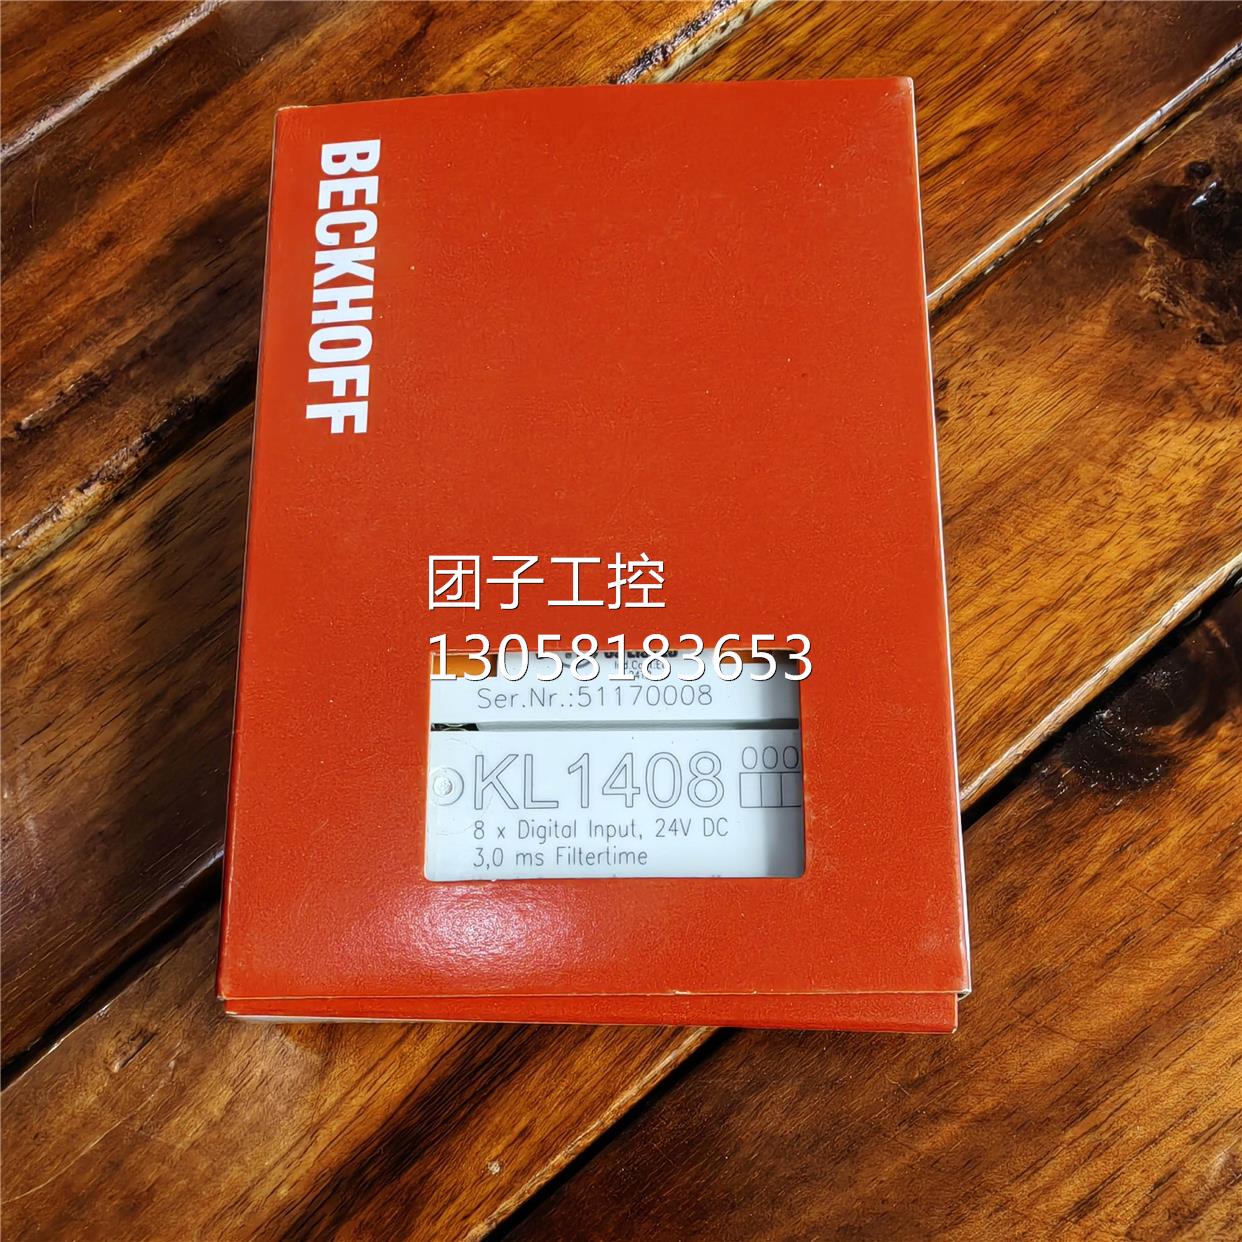 BECKHOFF
团子工控
13058183653
Ser.Nr.:51170008
KL1408
8 x Digital Input, 24V DC
3,0 ms Filtertime